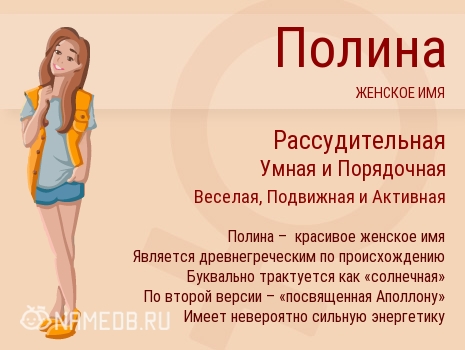 Полина
ЖЕНСКОЕ ИМЯ
Рассудительная
Умная и Порядочная
Веселая, Подвижная и Активная
Полина – красивое женское имя
Является древнегреческим по происхождению
Буквально трактуется как «солнечная»
По второй версии – «посвященная Аполлону»
Имеет невероятно сильную энергетику
NAMEDB.RU